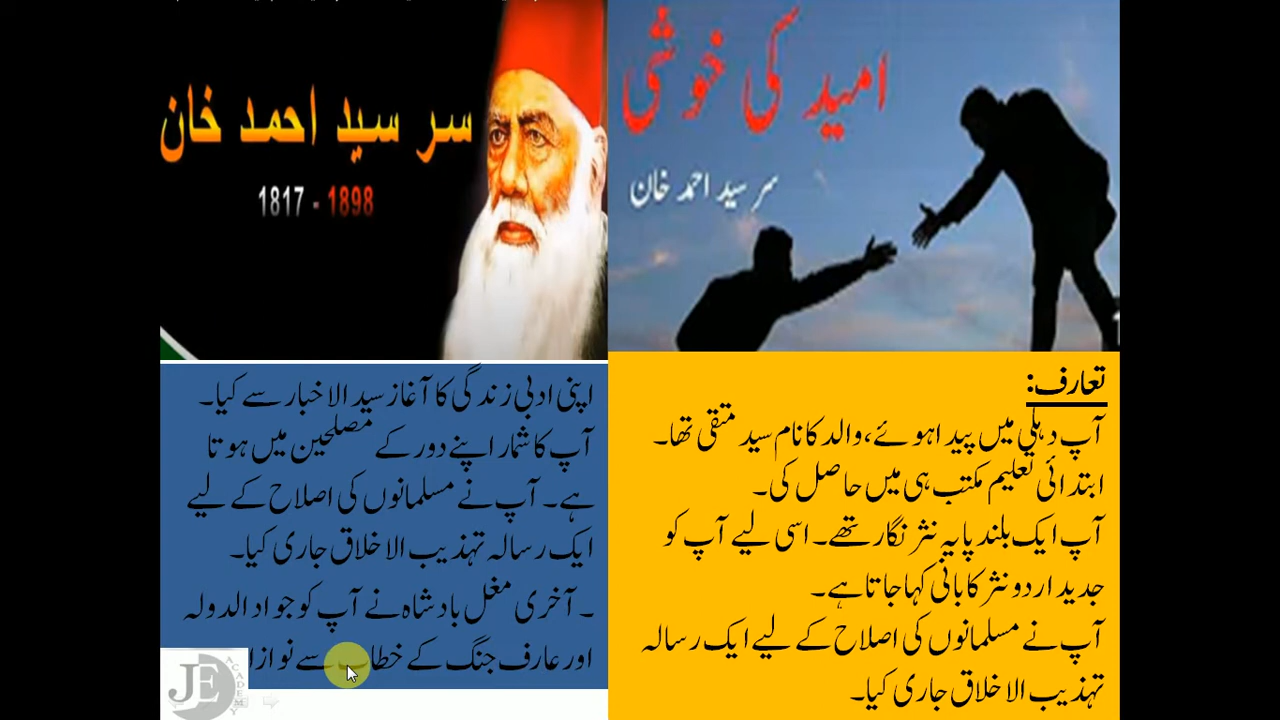 امید کی خوشی
سر سید احمد خان
سر سید احمد خان
1817 - 1898
تعارف:
آپ دہلی میں پیدا ہوئے، والد کا نام سید متقی تھا۔
ابتدائی تعلیم مکتب ہی میں حاصل کی۔
آپ ایک بلند پایہ نثر نگار تھے۔ اسی لیے آپ کو
جدید اردو نثر کا بانی کہا جاتا ہے۔
آپ نے مسلمانوں کی اصلاح کے لیے ایک رسالہ
تہذیب الاخلاق جاری کیا۔
اپنی ادبی زندگی کا آغاز سید الاخبار سے کیا۔
آپ کا شمار اپنے دور کے مصلحین میں ہوتا
ہے۔ آپ نے مسلمانوں کی اصلاح کے لیے
ایک رسالہ تہذیب الاخلاق جاری کیا۔
۔ آخری مغل بادشاہ نے آپ کو جواد الدولہ
اور عارف جنگ کے خطاب سے نوازا
JE
ACADEMY